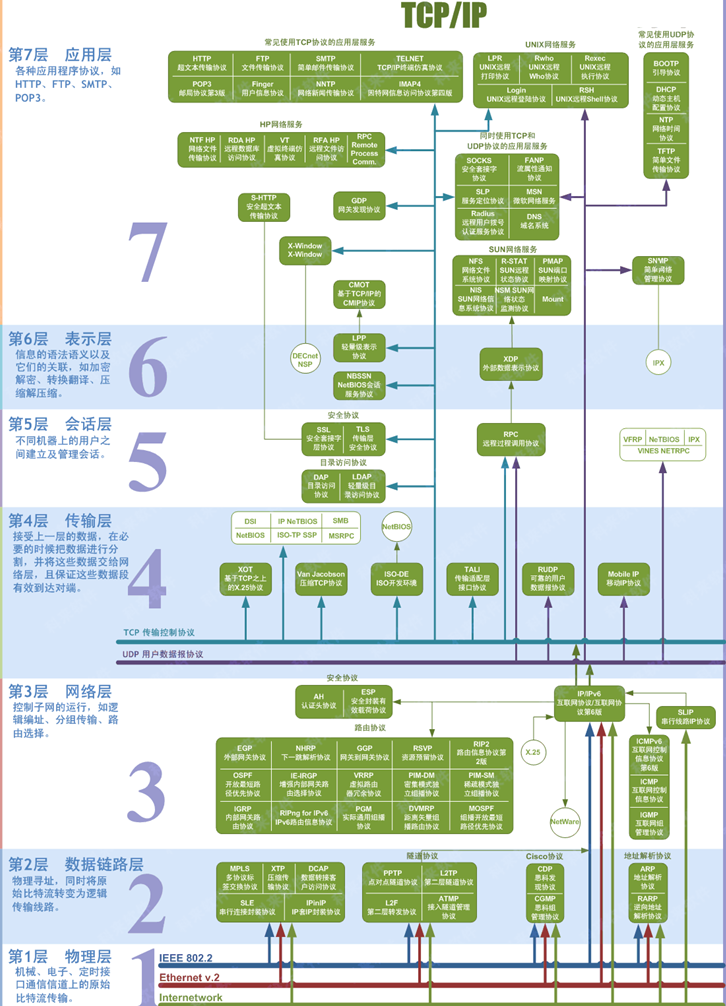 TCP/IP
第7层 应用层
各种应用程序协议，如
HTTP、FTP、SMTP、
POP3。
7
常见使用TCP协议的应用层服务
HTTP
超文本传输协议
FTP
文件传输协议
SMTP
简单邮件传输协议
TELNET
TCP/IP终端仿真协议
POP3
邮局协议第3版
Finger
用户信息协议
NNTP
网络新闻传输协议
IMAP4
因特网信息访问协议第四版
UNIX网络服务
LPR
UNIX远程
打印协议
Rwho
UNIX远程
Who协议
Rexec
UNIX远程
执行协议
Login
UNIX远程登陆协议
RSH
UNIX远程Shell协议
常见使用UDP协
议的应用层服务
BOOTP
引导协议
DHCP
动态主机
配置协议
NTP
网络时间
协议
TFTP
简单文件
传输协议
HP网络服务
NTF HP
网络文件
传输协议
RDA HP
远程数据库
访问协议
VT
虚拟终端仿
真协议
RFA HP
远程文件访
问协议
RPC
Remote
Process
Comm.
同时使用TCP和
UDP协议的应用层服务
SOCKS
安全套接字
协议
FANP
流属性通知
协议
SLP
服务定位协议
MSN
微软网络服务
Radius
远程用户拨号
认证服务协议
DNS
域名系统
S-HTTP
安全超文本
传输协议
GDP
网关发现协议
X-Window
X-Window
SUN网络服务
NFS
网络文件
系统协议
R-STAT
SUN远程
状态协议
PMAP
SUN端口
映射协议
NIS
SUN网络信
息系统协议
NSM SUN网
络状态
监测协议
Mount
SNMP
简单网络
管理协议
CMOT
基于TCP/IP的
CMIP协议
第6层 表示层
信息的语法语义以及
它们的关联，如加密
解密、转换翻译、压
缩解压缩。
6
DECnet
NSP
LPP
轻量级表示
协议
NBSSN
NetBIOS会话
服务协议
XDP
外部数据表示协议
IPX
第5层 会话层
不同机器上的用户之
间建立及管理会话。
5
安全协议
SSL
安全套接字
层协议
TLS
传输层
安全协议
目录访问协议
DAP
目录访问
协议
LDAP
轻量级目
录访问协议
RPC
远程过程调用协议
VFRP
NeTBIOS
IPX
VINES NETRPC
第4层 传输层
接受上一层的数据，在必
要的时候把数据进行分
割，并将这些数据交给网
络层，且保证这些数据段
有效到达对端。
4
DSI
IP NeTBIOS
SMB
NetBIOS
ISO-TP SSP
MSRPC
NetBIOS
XOT
基于TCP之上
的X.25协议
Van Jacobson
压缩TCP协议
ISO-DE
ISO开发环境
TALI
传输适配层
接口协议
RUDP
可靠的用户
数据报协议
Mobile IP
移动IP协议
TCP 传输控制协议
UDP 用户数据报协议
第3层 网络层
控制子网的运行，如逻
辑编址、分组传输、路
由选择。
3
安全协议
AH
认证头协议
ESP
安全封装有
效载荷协议
IP/IPv6
互联网协议/互联网协
议第6版
SLIP
串行线路IP协议
路由协议
EGP
外部网关协议
NHRP
下一跳解析协议
GGP
网关到网关协议
RSVP
资源预留协议
RIP2
路由信息协议第
2版
OSPF
开放最短路
径优先协议
IE-IRGP
增强内部网关路
由选择协议
VRRP
虚拟路由
器冗余协议
PIM-DM
密集模式独
立组播协议
PIM-SM
稀疏模式独
立组播协议
IGRP
内部网关路
由协议
RIPng for IPv6
IPv6路由信息协议
PGM
实际通用组播
协议
DVMRP
距离矢量组
播路由协议
MOSPF
组播开放最短
路径优先协议
X.25
NetWare
ICMPv6
互联网控制
信息协议
第6版
ICMP
互联网控制
信息协议
IGMP
互联网组
管理协议
第2层 数据链路层
物理寻址，同时将原
始比特流转变为逻辑
传输线路。
2
MPLS
多协议标
签交换协议
XTP
压缩传
输协议
DCAP
数据转接客
户访问协议
SLE
串行连接封装协议
IPinIP
IP套IP封装协议
隧道协议
PPTP
点对点隧道协议
L2TP
第二层隧道协议
L2F
第二层转发协议
ATMP
接入隧道管理
协议
Cisco协议
CDP
思科发
现协议
CGMP
思科组
管理协议
地址解析协议
ARP
地址解析
协议
RARP
逆向地址
解析协议
第1层 物理层
机械、电子、定时接
口通信信道上的原始
比特流传输。
1
IEEE 802.2
Ethernet v.2
Internetwork